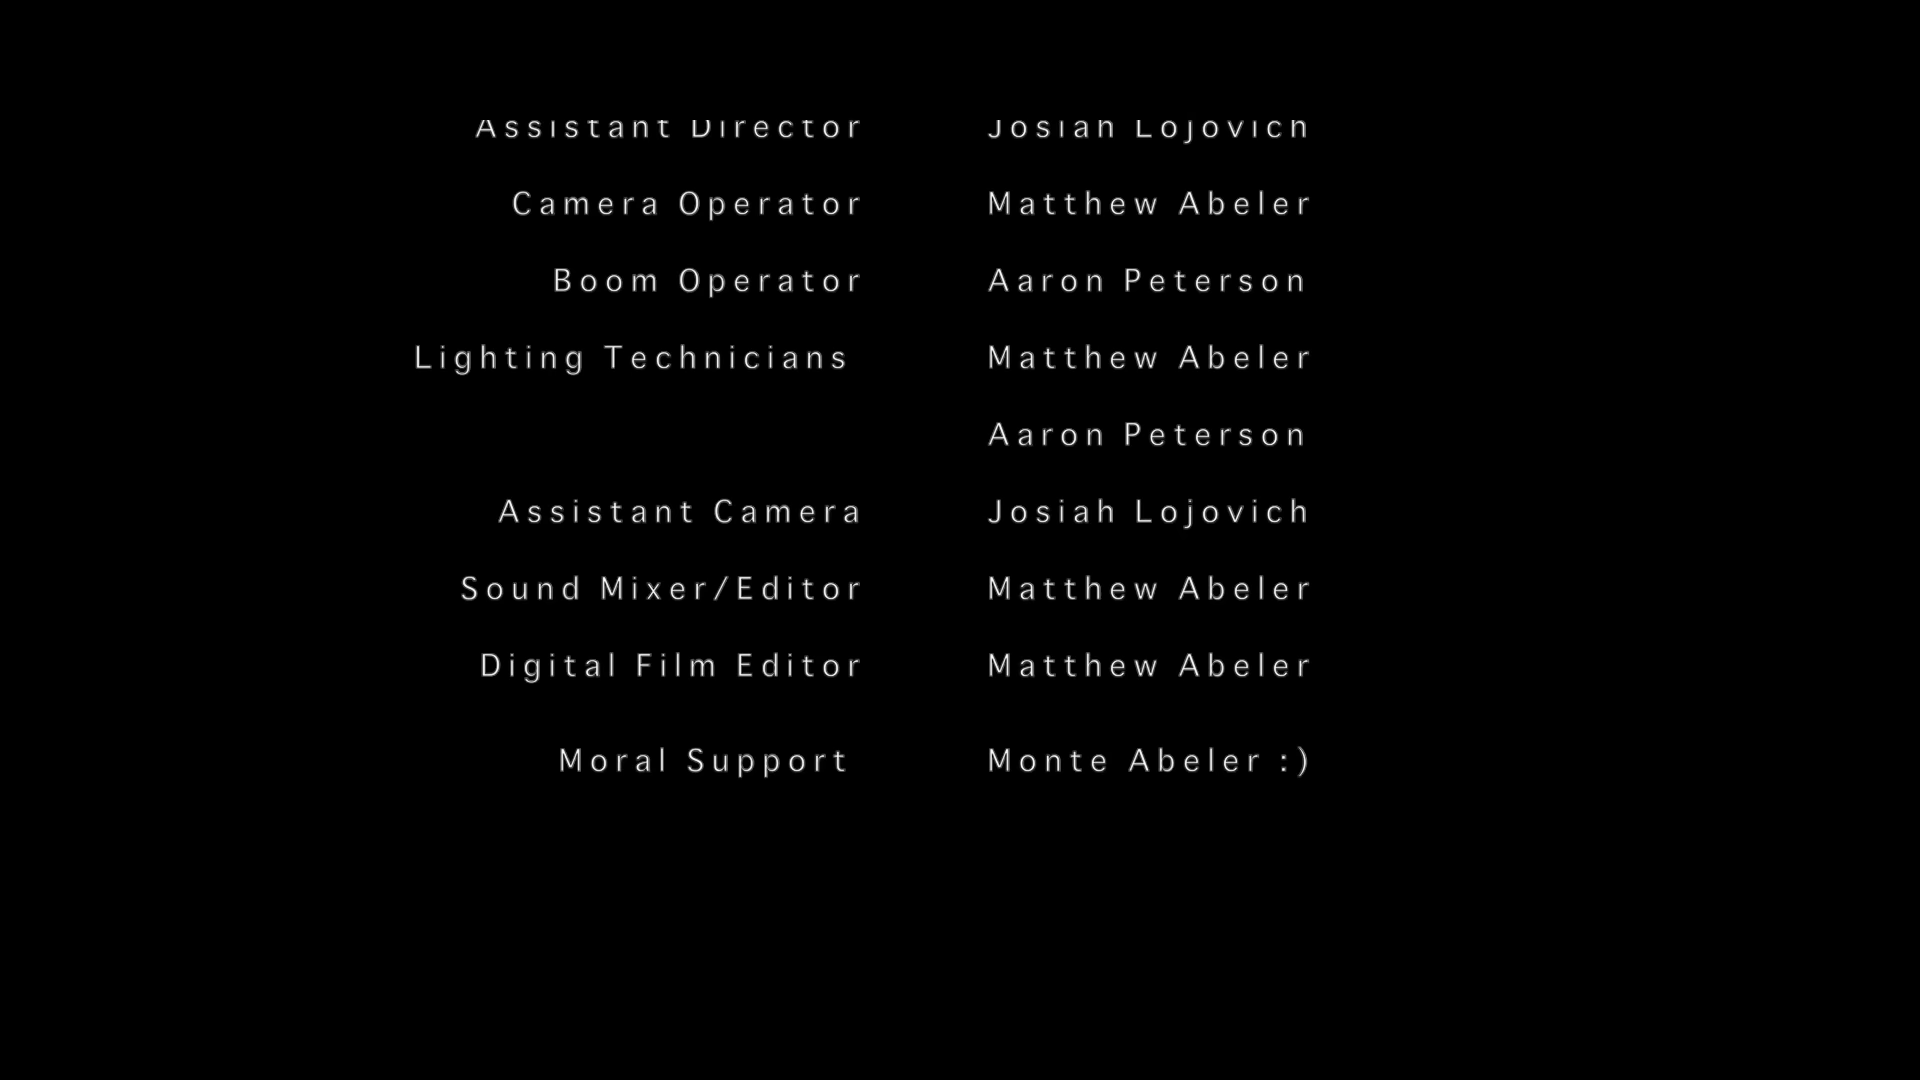 Assistant Director Josiah Lojovich
Camera Operator Matthew Abeler
Boom Operator Aaron Peterson
Lighting Technicians Matthew Abeler
Aaron Peterson
Assistant Camera Josiah Lojovich
Sound Mixer/Editor Matthew Abeler
Digital Film Editor Matthew Abeler
Moral Support Monte Abeler :)